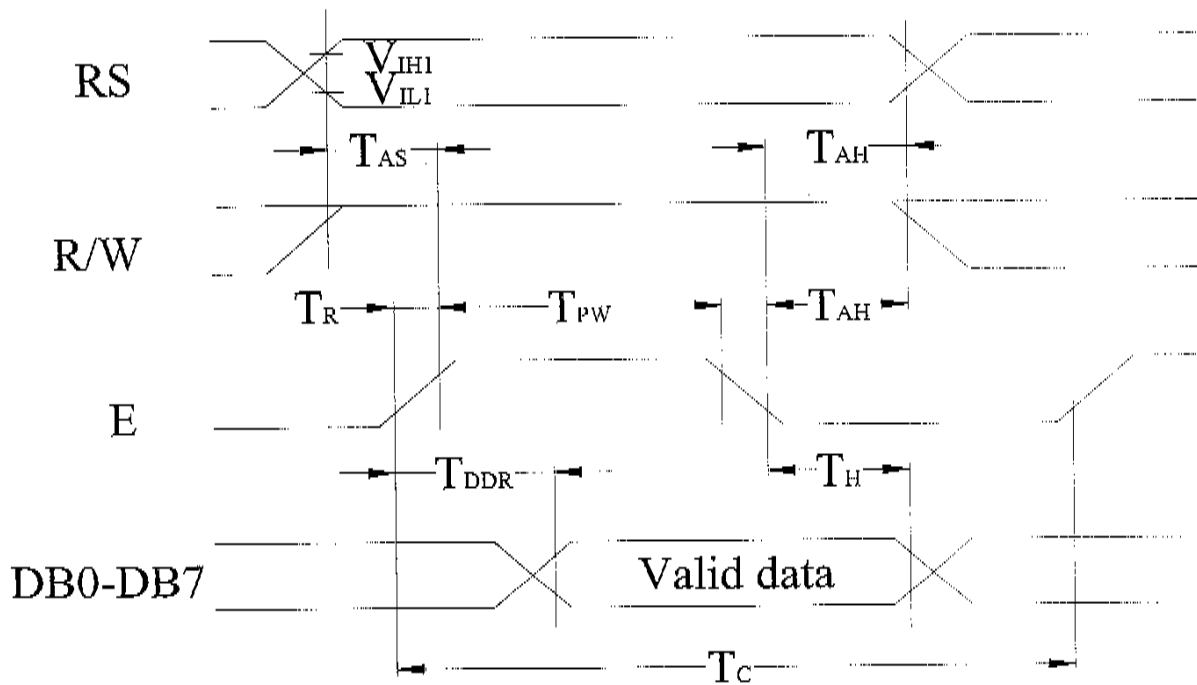 RS
VIH1
VIL1
TAS
TAH
R/W
TR
TPW
TAH
E
TDDR
TH
DB0-DB7
Valid data
TC